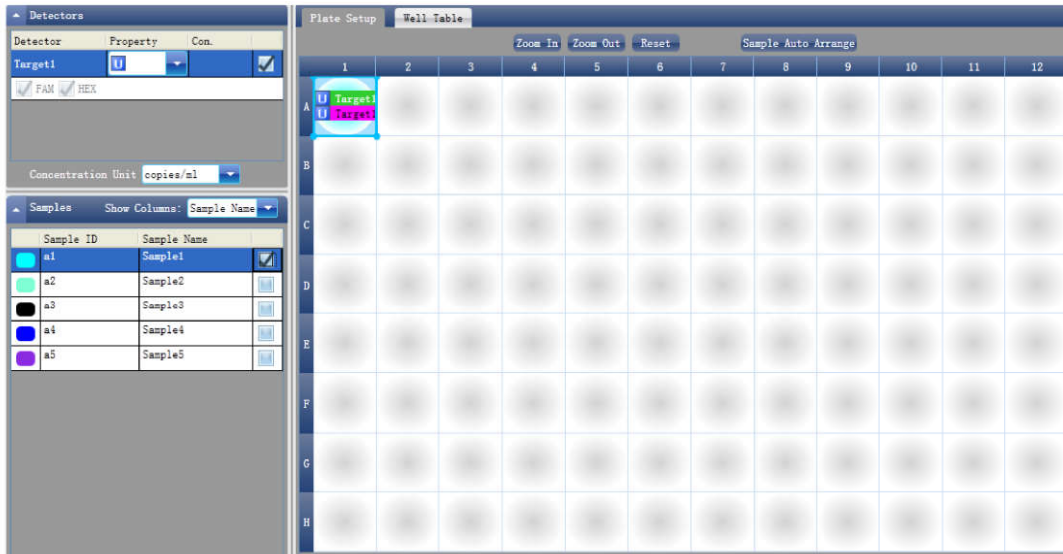 Detectors
Detector Property Con.
Target1 U
FAM HEX
Concentration Unit copies/ml
Samples Show Columns: Sample Name
Sample ID Sample Name
a1 Sample1
a2 Sample2
a3 Sample3
a4 Sample4
a5 Sample5
Plate Setup Well Table
Zoom In Zoom Out Reset Sample Auto Arrange
1 2 3 4 5 6 7 8 9 10 11 12
A
U Target1
U Target1
B
C
D
E
F
G
H